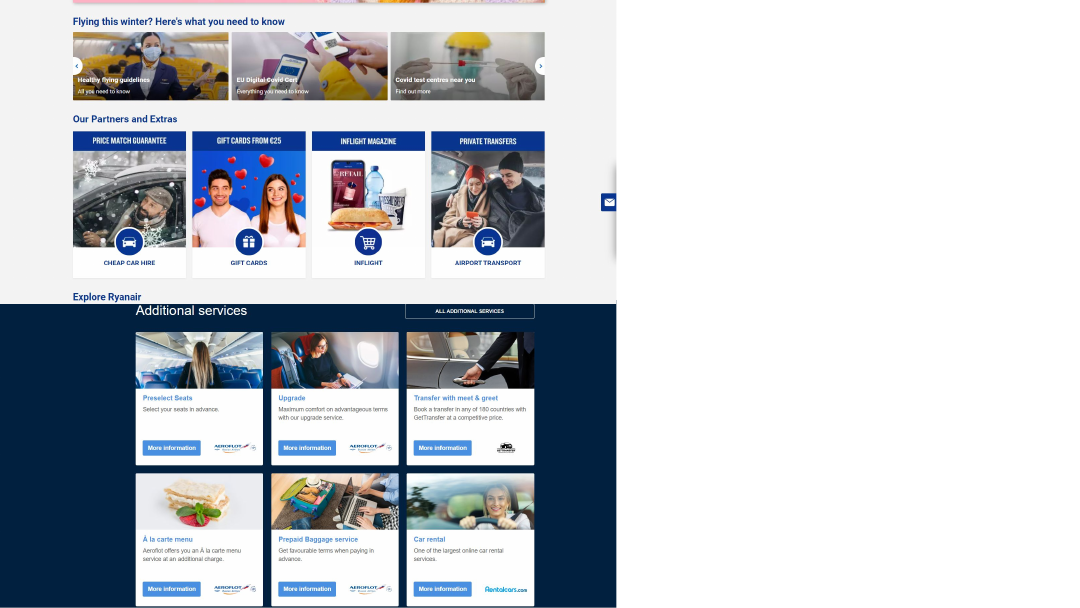 Flying this winter? Here's what you need to know
Healthy flying guidelines
All you need to know
EU Digital Covid Cert
Everything you need to know
Covid test centres near you
Find out more
Our Partners and Extras
PRICE MATCH GUARANTEE
CHEAP CAR HIRE
GIFT CARDS FROM €25
GIFT CARDS
INFLIGHT MAGAZINE
RETAIL
INFLIGHT
PRIVATE TRANSFERS
AIRPORT TRANSPORT
Explore Ryanair
Additional services
ALL ADDITIONAL SERVICES
Preselect Seats
Select your seats in advance.
More information
AEROFLOT
Upgrade
Maximum comfort on advantageous terms
with our upgrade service.
More information
AEROFLOT
Transfer with meet & greet
Book a transfer in any of 180 countries with
GetTransfer at a competitive price.
More information
À la carte menu
Aeroflot offers you an À la carte menu
service at an additional charge.
More information
AEROFLOT
Prepaid Baggage service
Get favourable terms when paying in
advance.
More information
AEROFLOT
Car rental
One of the largest online car rental
services.
More information
Rentalcars.com